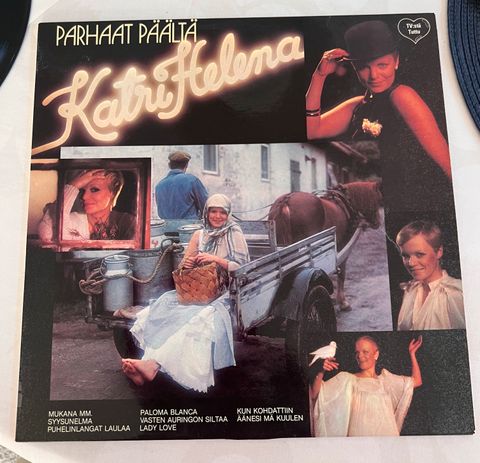 PARHAAT PÄÄLTÄ
Katri Helena
TV:stä
Tuttu
MUKANA MM.
SYYSUNELMA
PUHELINLANGAT LAULAA
PALOMA BLANCA
VASTEN AURINGON SILTAA
LADY LOVE
KUN KOHDATTIIN
ÄÄNESI MÄ KUULEN